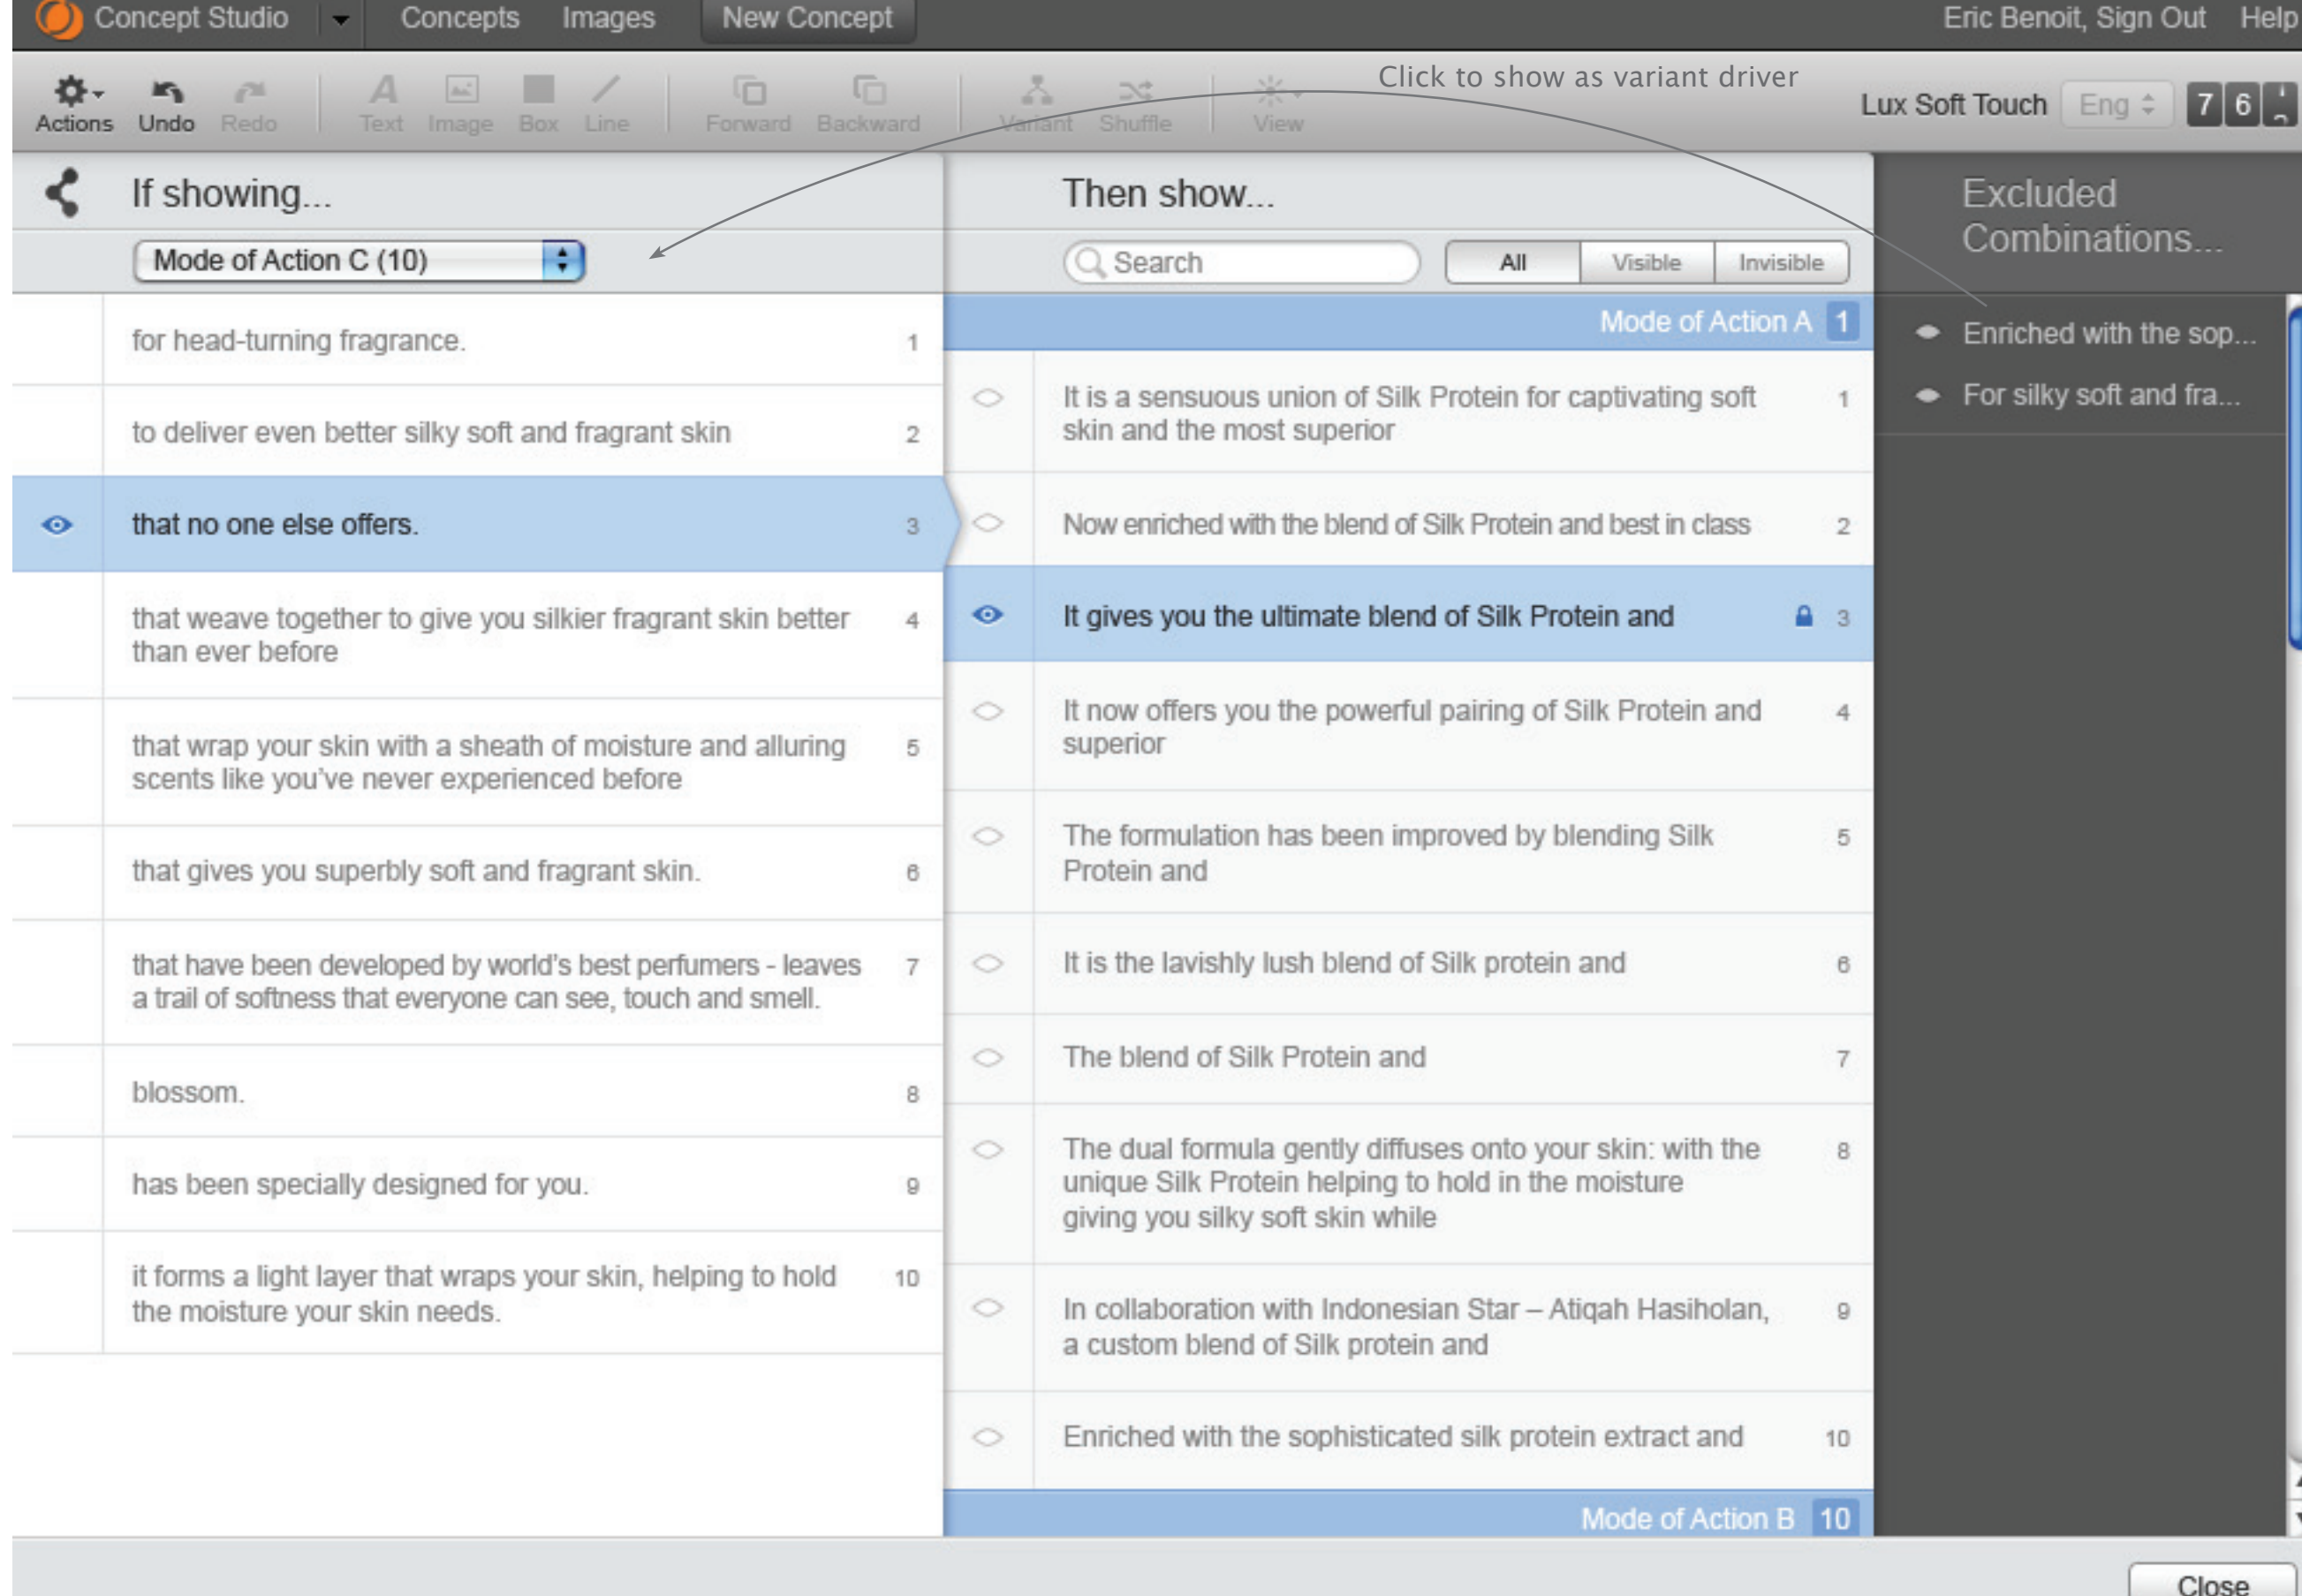 Concept Studio Concepts Images New Concept Eric Benoit, Sign Out Help
Click to show as variant driver
Actions Undo Redo Text Image Box Line Forward Backward Variant Shuffle View
Lux Soft Touch Eng 7 6
If showing...
Mode of Action C (10)
for head-turning fragrance. 1
to deliver even better silky soft and fragrant skin 2
that no one else offers. 3
that weave together to give you silkier fragrant skin better 4
than ever before
that wrap your skin with a sheath of moisture and alluring 5
scents like you've never experienced before
that gives you superbly soft and fragrant skin. 6
that have been developed by world's best perfumers - leaves 7
a trail of softness that everyone can see, touch and smell.
blossom. 8
has been specially designed for you. 9
it forms a light layer that wraps your skin, helping to hold 10
the moisture your skin needs.
Then show...
Search All Visible Invisible
Mode of Action A 1
It is a sensuous union of Silk Protein for captivating soft 1
skin and the most superior
Now enriched with the blend of Silk Protein and best in class 2
It gives you the ultimate blend of Silk Protein and 3
It now offers you the powerful pairing of Silk Protein and 4
superior
The formulation has been improved by blending Silk 5
Protein and
It is the lavishly lush blend of Silk protein and 6
The blend of Silk Protein and 7
The dual formula gently diffuses onto your skin: with the 8
unique Silk Protein helping to hold in the moisture
giving you silky soft skin while
In collaboration with Indonesian Star – Atiqah Hasiholan, 9
a custom blend of Silk protein and
Enriched with the sophisticated silk protein extract and 10
Mode of Action B 10
Excluded
Combinations...
Enriched with the sop...
For silky soft and fra...
Close